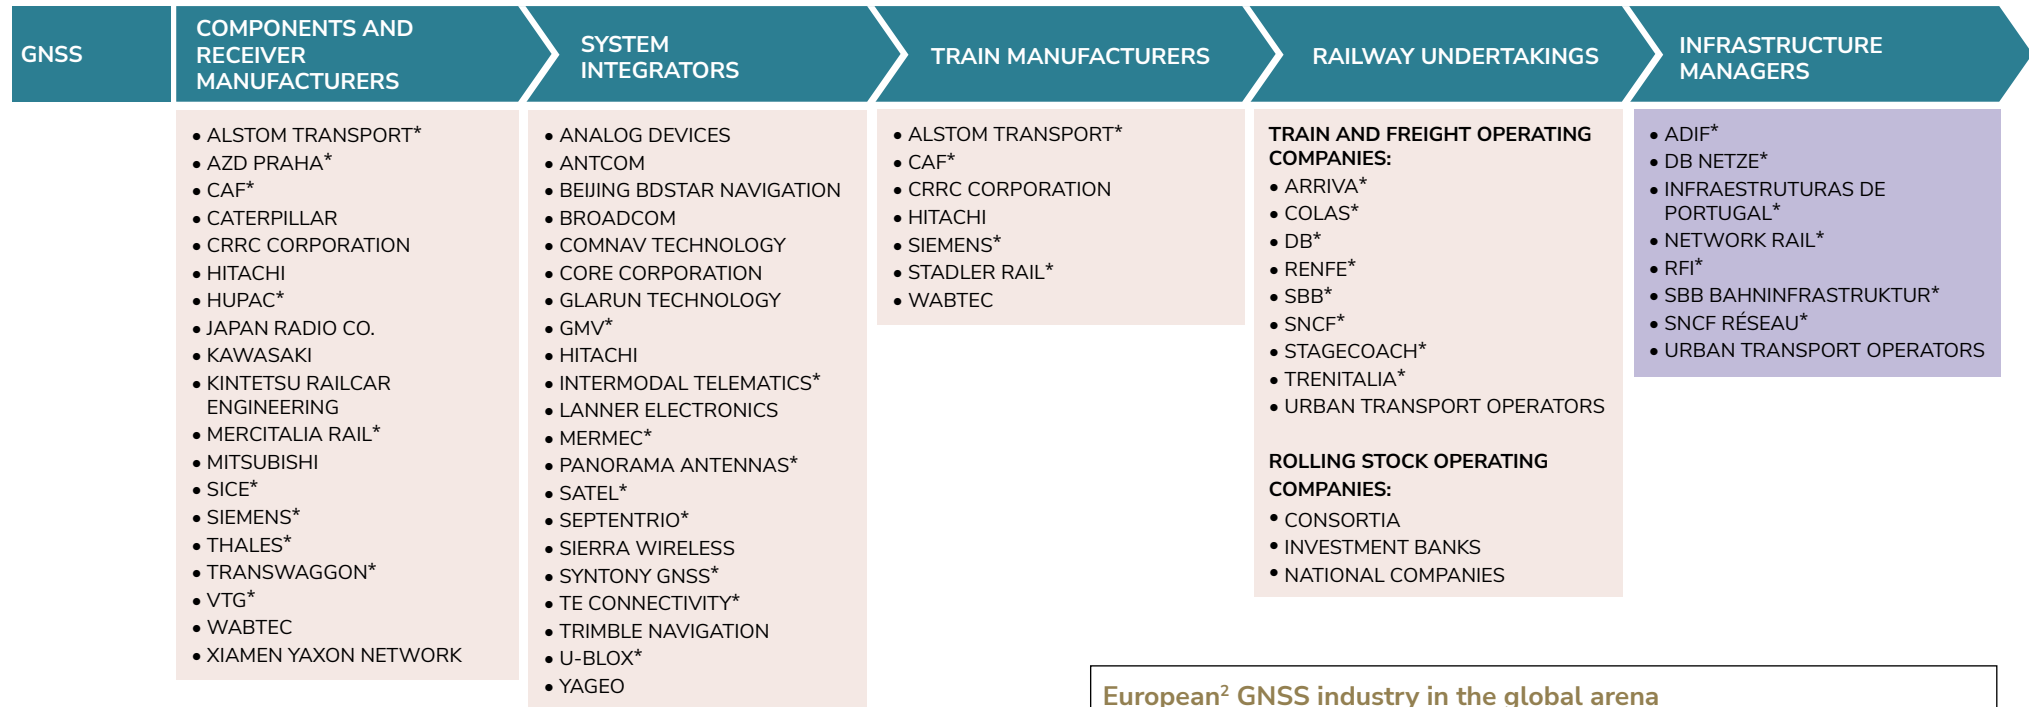 GNSS
COMPONENTS AND
RECEIVER
MANUFACTURERS
SYSTEM
INTEGRATORS
TRAIN MANUFACTURERS
RAILWAY UNDERTAKINGS
INFRASTRUCTURE
MANAGERS
• ALSTOM TRANSPORT*
• AZD PRAHA*
• CAF*
• CATERPILLAR
• CRRC CORPORATION
• HITACHI
• HUPAC*
• JAPAN RADIO CO.
• KAWASAKI
• KINTETSU RAILCAR
ENGINEERING
• MERCITALIA RAIL*
• MITSUBISHI
• SICE*
• SIEMENS*
• THALES*
• TRANSWAGGON*
• VTG*
• WABTEC
• XIAMEN YAXON NETWORK
• ANALOG DEVICES
• ANTCOM
• BEIJING BDSTAR NAVIGATION
• BROADCOM
• COMNAV TECHNOLOGY
• CORE CORPORATION
• GLARUN TECHNOLOGY
• GMV*
• HITACHI
• INTERMODAL TELEMATICS*
• LANNER ELECTRONICS
• MERMEC*
• PANORAMA ANTENNAS*
• SATEL*
• SEPTENTRIO*
• SIERRA WIRELESS
• SYNTONY GNSS*
• TE CONNECTIVITY*
• TRIMBLE NAVIGATION
• U-BLOX*
• YAGEO
• ALSTOM TRANSPORT*
• CAF*
• CRRC CORPORATION
• HITACHI
• SIEMENS*
• STADLER RAIL*
• WABTEC
TRAIN AND FREIGHT OPERATING
COMPANIES:
• ARRIVA*
• COLAS*
• DB*
• RENFE*
• SBB*
• SNCF*
• STAGECOACH*
• TRENITALIA*
• URBAN TRANSPORT OPERATORS
ROLLING STOCK OPERATING
COMPANIES:
• CONSORTIA
• INVESTMENT BANKS
• NATIONAL COMPANIES
• ADIF*
• DB NETZE*
• INFRAESTRUTURAS DE
PORTUGAL*
• NETWORK RAIL*
• RFI*
• SBB BAHNINFRASTRUKTUR*
• SNCF RÉSEAU*
• URBAN TRANSPORT OPERATORS
European² GNSS industry in the global arena